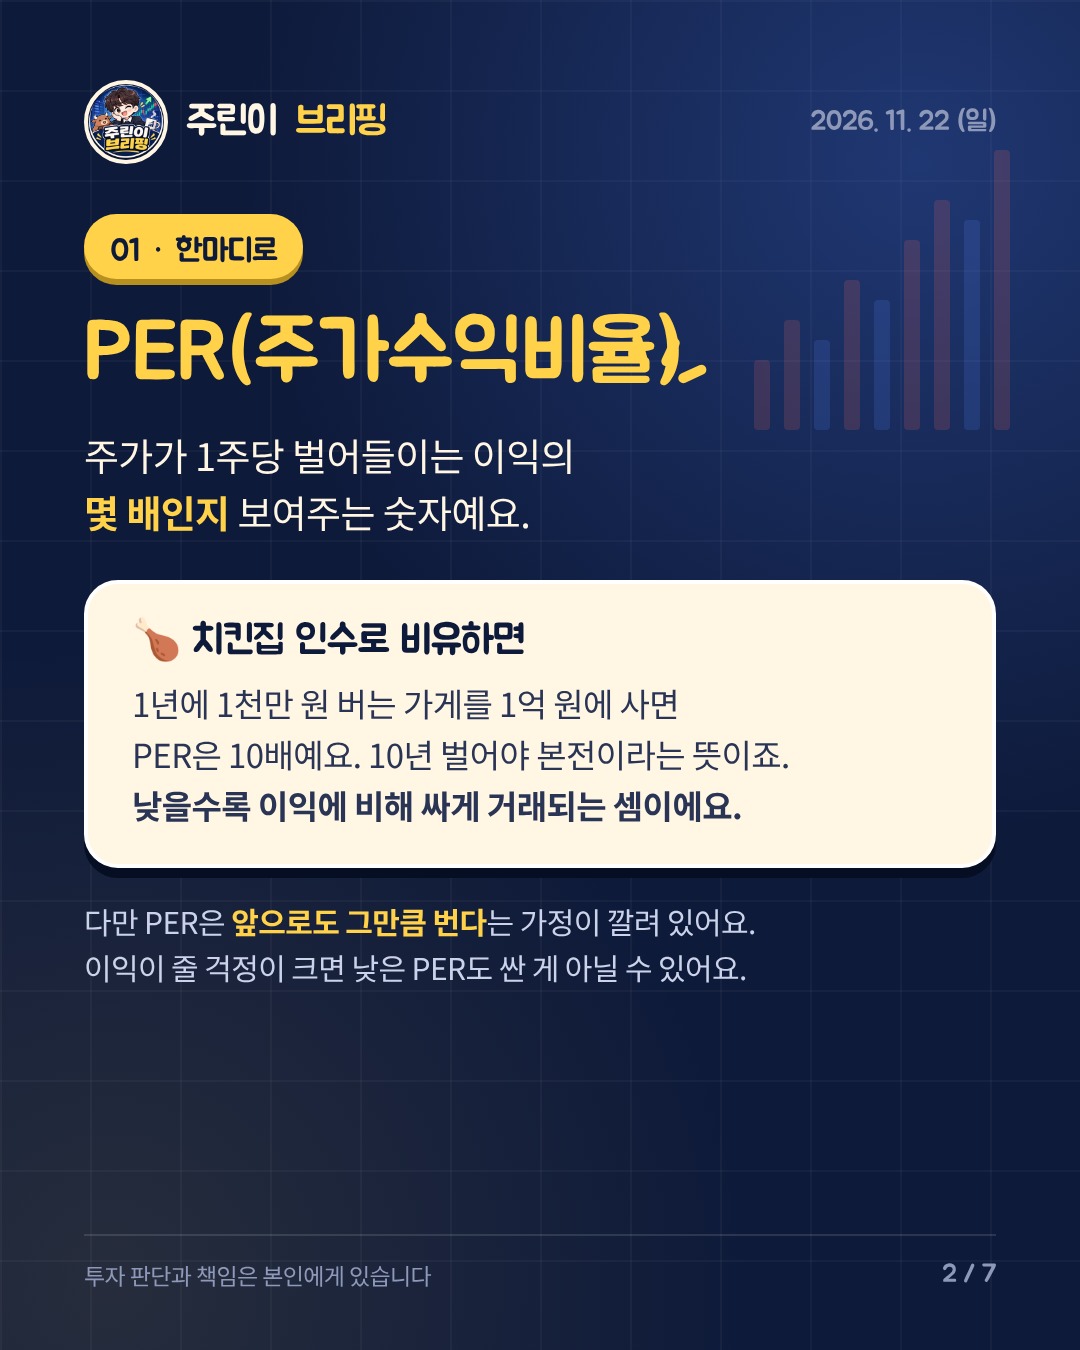 주린이 브리핑
주린이 브리핑
2026. 11. 22 (일)
01 · 한마디로
PER(주가수익비율)
주가가 1주당 벌어들이는 이익의
몇 배인지 보여주는 숫자예요.
🍗 치킨집 인수로 비유하면
1년에 1천만 원 버는 가게를 1억 원에 사면
PER은 10배예요. 10년 벌어야 본전이라는 뜻이죠.
낮을수록 이익에 비해 싸게 거래되는 셈이에요.
다만 PER은 앞으로도 그만큼 번다는 가정이 깔려 있어요.
이익이 줄 걱정이 크면 낮은 PER도 싼 게 아닐 수 있어요.
투자 판단과 책임은 본인에게 있습니다
2 / 7